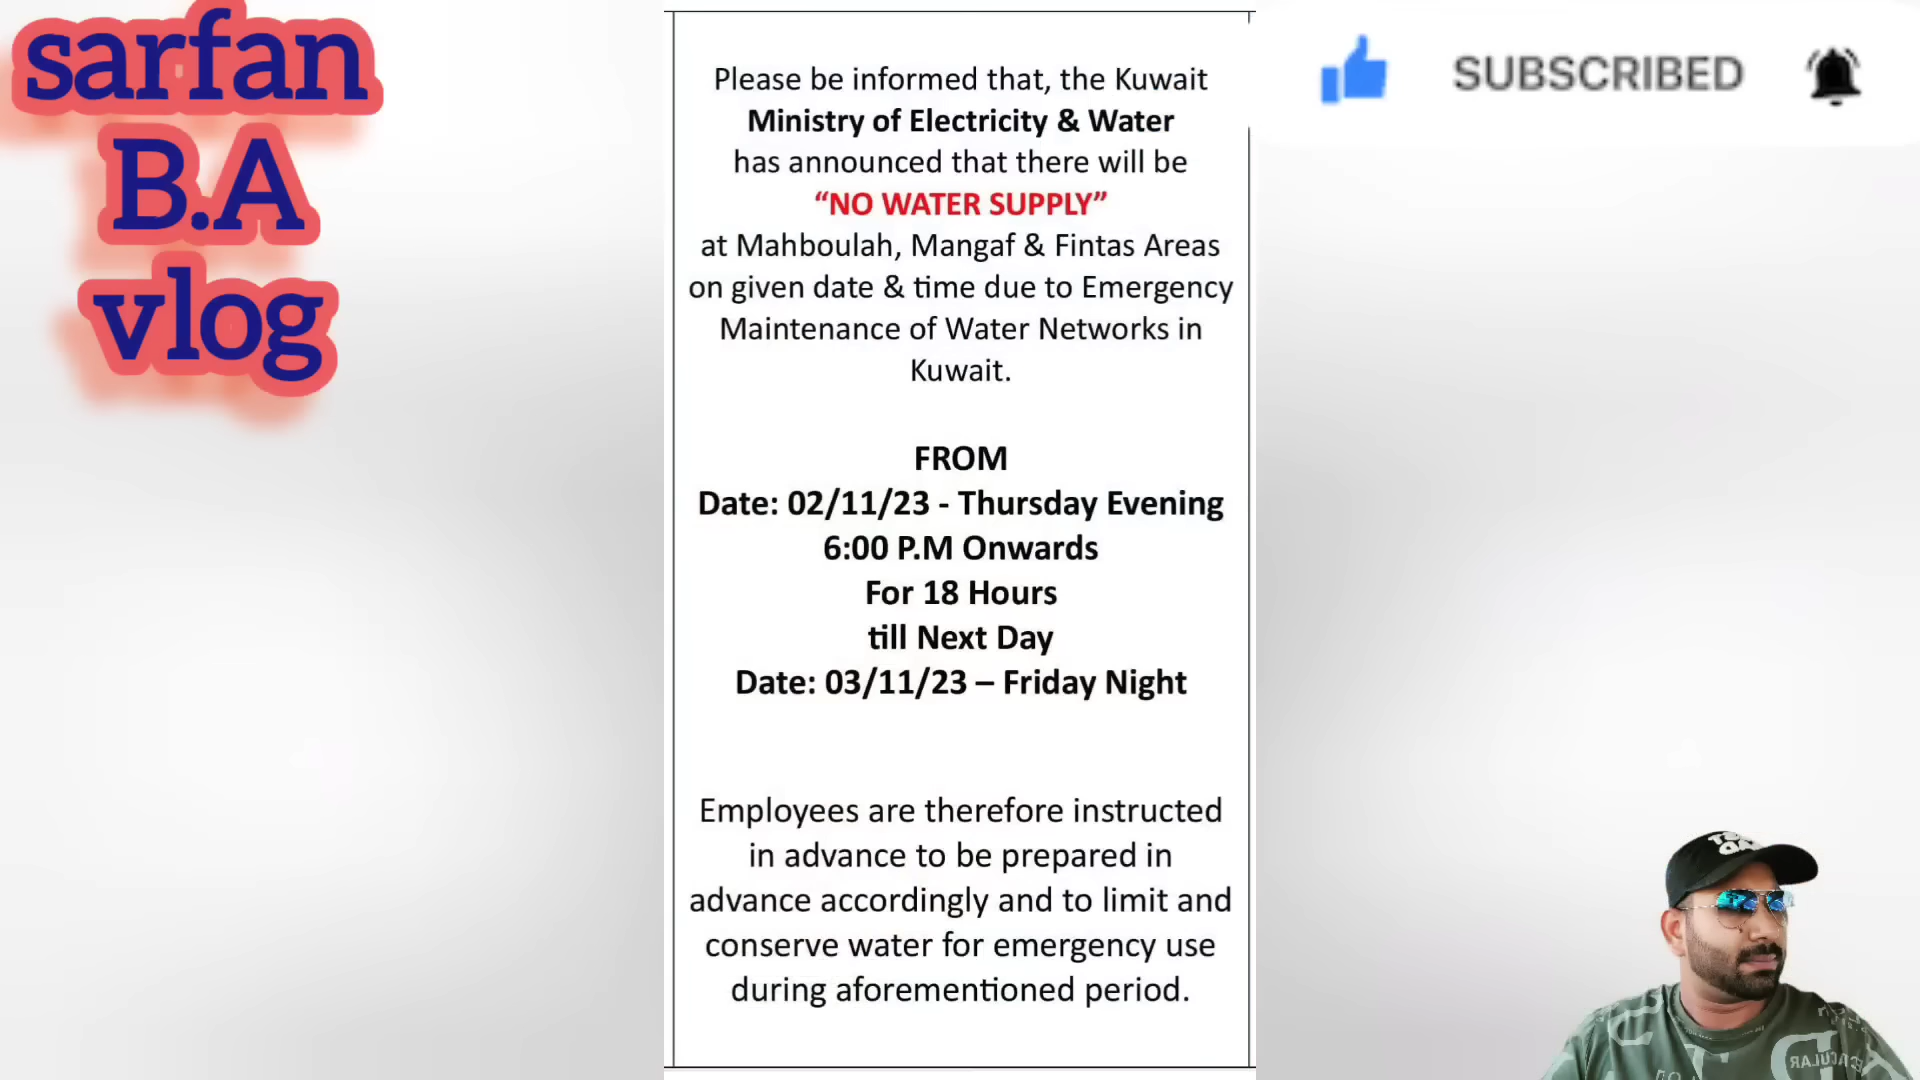 sarfan
B.A
vlog
Please be informed that, the Kuwait
Ministry of Electricity & Water
has announced that there will be
“NO WATER SUPPLY”
at Mahboulah, Mangaf & Fintas Areas
on given date & time due to Emergency
Maintenance of Water Networks in
Kuwait.
FROM
Date: 02/11/23 - Thursday Evening
6:00 P.M Onwards
For 18 Hours
till Next Day
Date: 03/11/23 – Friday Night
Employees are therefore instructed
in advance to be prepared in
advance accordingly and to limit and
conserve water for emergency use
during aforementioned period.
SUBSCRIBED